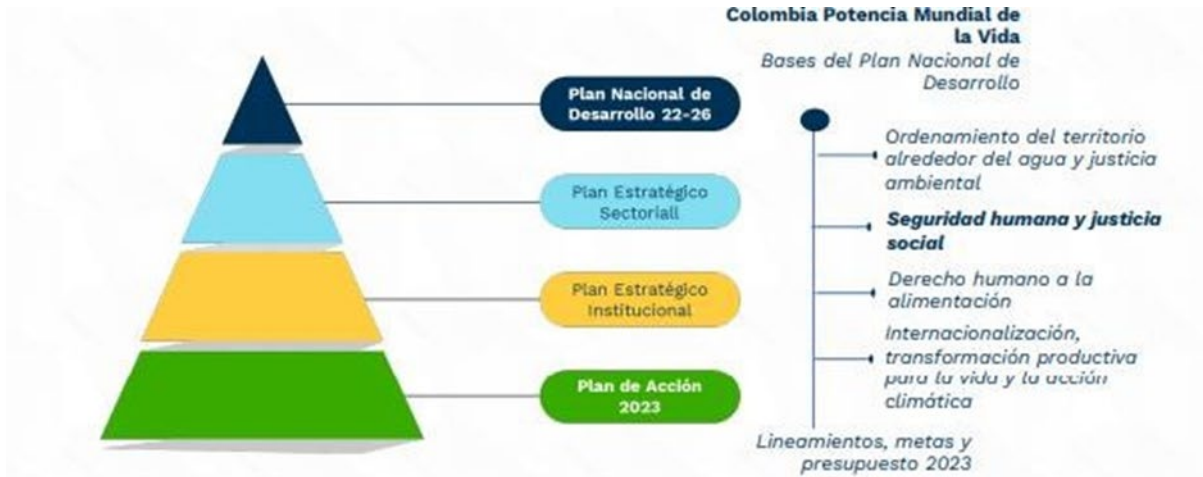 Plan Nacional de
Desarrollo 22-26
Plan Estratégico
Sectoriall
Plan Estratégico
Institucional
Plan de Acción
2023
Colombia Potencia Mundial de
la Vida
Bases del Plan Nacional de
Desarrollo
Ordenamiento del territorio
alrededor del agua y justicia
ambiental
Seguridad humana y justicia
social
Derecho humano a la
alimentación
Internacionalización,
transformación productiva
para la vida y la acción
climática
Lineamientos, metas y
presupuesto 2023